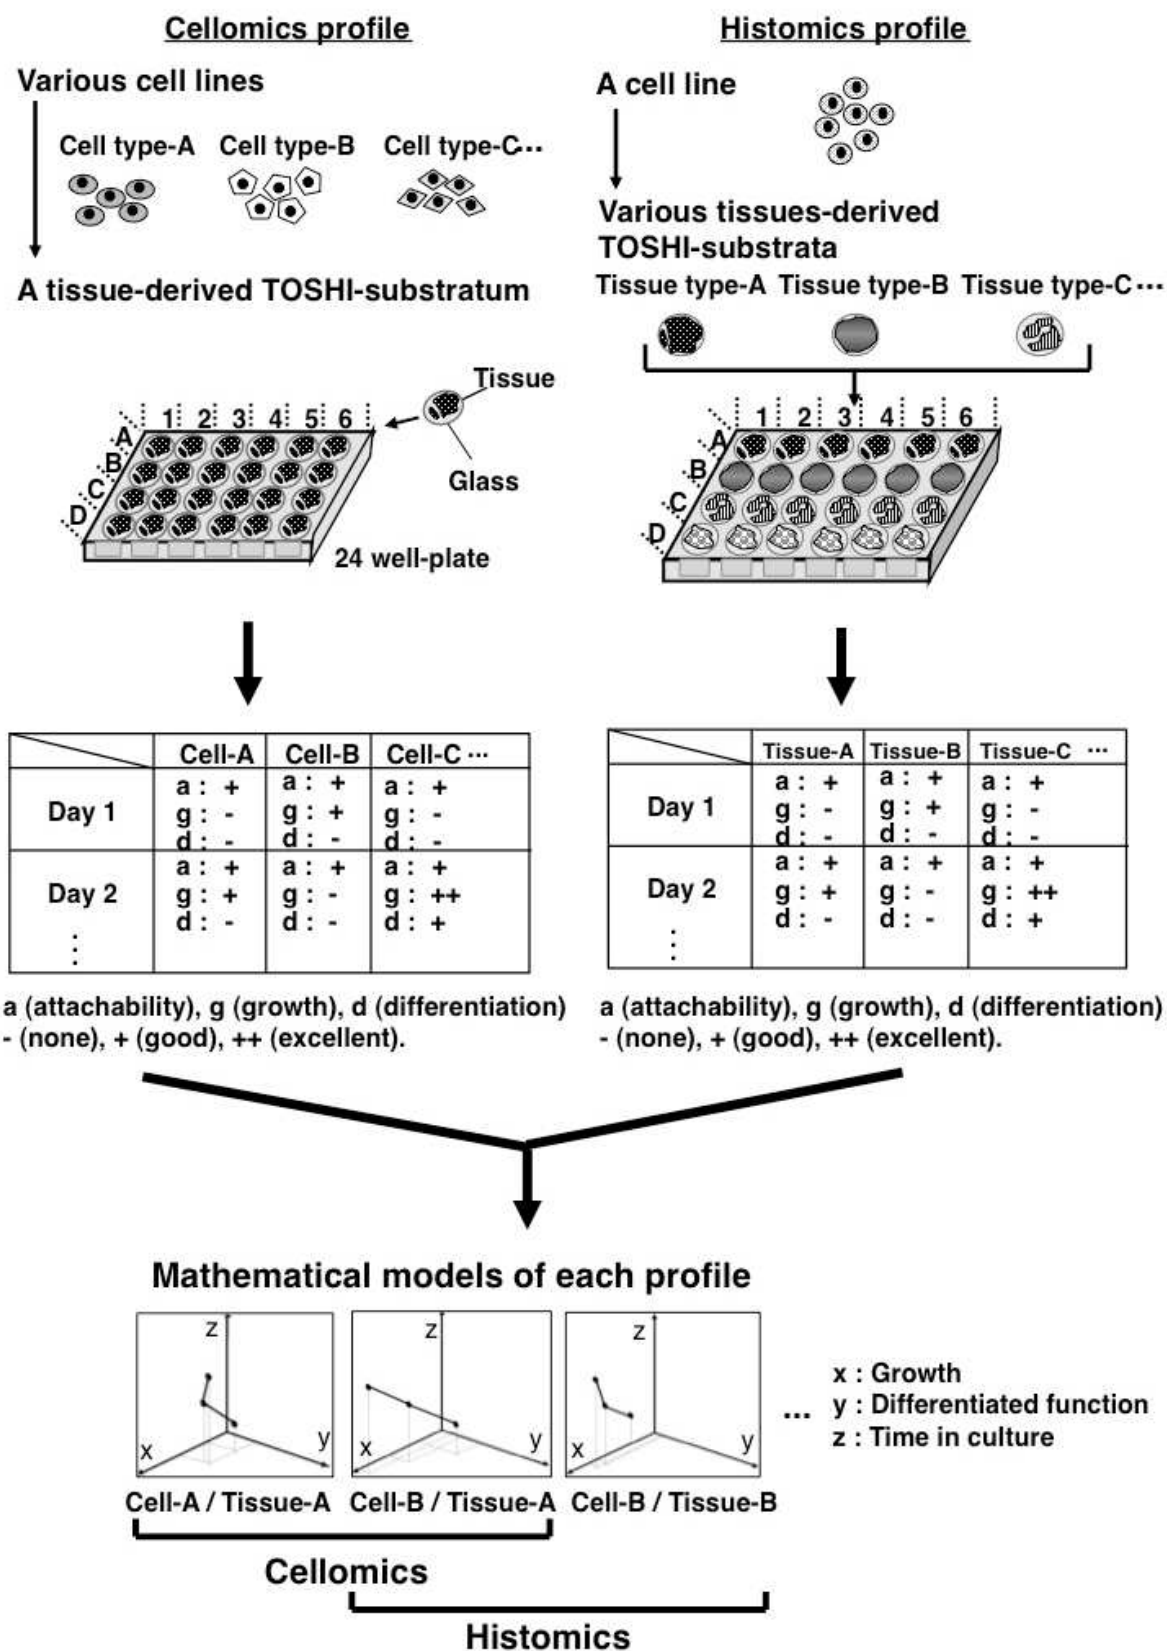 Cellomics profile
Various cell lines
Cell type-A Cell type-B Cell type-C...
A tissue-derived TOSHI-substratum
Tissue
1 2 3 4 5 6
A
B
C
D
Glass
24 well-plate
Histomics profile
A cell line
Various tissues-derived
TOSHI-substrata
Tissue type-A Tissue type-B Tissue type-C ...
1 2 3 4 5 6
A
B
C
D
Cell-A Cell-B Cell-C ...
Day 1
a : + a : + a : +
g : - g : + g : -
d : - d : - d : -
Day 2
a : + a : + a : +
g : + g : - g : ++
d : - d : - d : +
⋮
a (attachability), g (growth), d (differentiation)
- (none), + (good), ++ (excellent).
Tissue-A Tissue-B Tissue-C ...
Day 1
a : + a : + a : +
g : - g : + g : -
d : - d : - d : -
Day 2
a : + a : + a : +
g : + g : - g : ++
d : - d : - d : +
⋮
a (attachability), g (growth), d (differentiation)
- (none), + (good), ++ (excellent).
Mathematical models of each profile
z z z
x y x y x y
...
x : Growth
y : Differentiated function
z : Time in culture
Cell-A / Tissue-A Cell-B / Tissue-A Cell-B / Tissue-B
Cellomics
Histomics